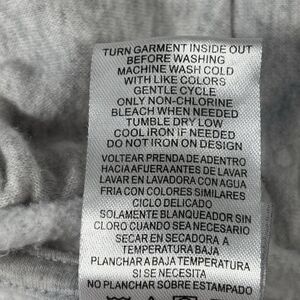 TURN GARMENT INSIDE OUT
BEFORE WASHING
MACHINE WASH COLD
WITH LIKE COLORS
GENTLE CYCLE
ONLY NON-CHLORINE
BLEACH WHEN NEEDED
TUMBLE DRY LOW
COOL IRON IF NEEDED
DO NOT IRON ON DESIGN
VOLTEAR PRENDA DE ADENTRO
HACIA AFUERA ANTES DE LAVAR
LAVAR EN LAVADORA CON AGUA
FRIA CON COLORES SIMILARES
CICLO DELICADO
SOLAMENTE BLANQUEADOR SIN
CLORO CUANDO SEA NECESARIO
SECAR EN SECADORA A
TEMPERATURA BAJA
PLANCHAR A BAJA TEMPERATURA
SI SE NECESITA
NO PLANCHAR SOBRE ESTAMPADO